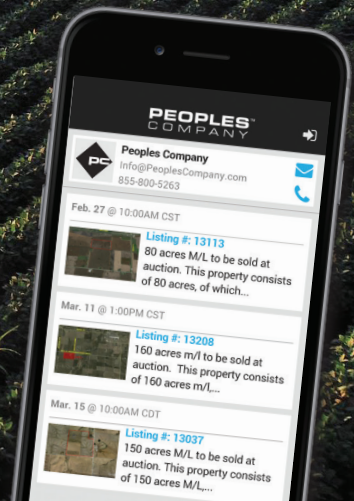 PEOPLES™
COMPANY
PC
Peoples Company
Info@PeoplesCompany.com
855-800-5263
Feb. 27 @ 10:00AM CST
Listing #: 13113
80 acres M/L to be sold at
auction. This property consists
of 80 acres, of which...
Mar. 11 @ 1:00PM CST
Listing #: 13208
160 acres m/l to be sold at
auction. This property consists
of 160 acres m/l,...
Mar. 15 @ 10:00AM CDT
Listing #: 13037
150 acres M/L to be sold at
auction. This property consists
of 150 acres M/L,...